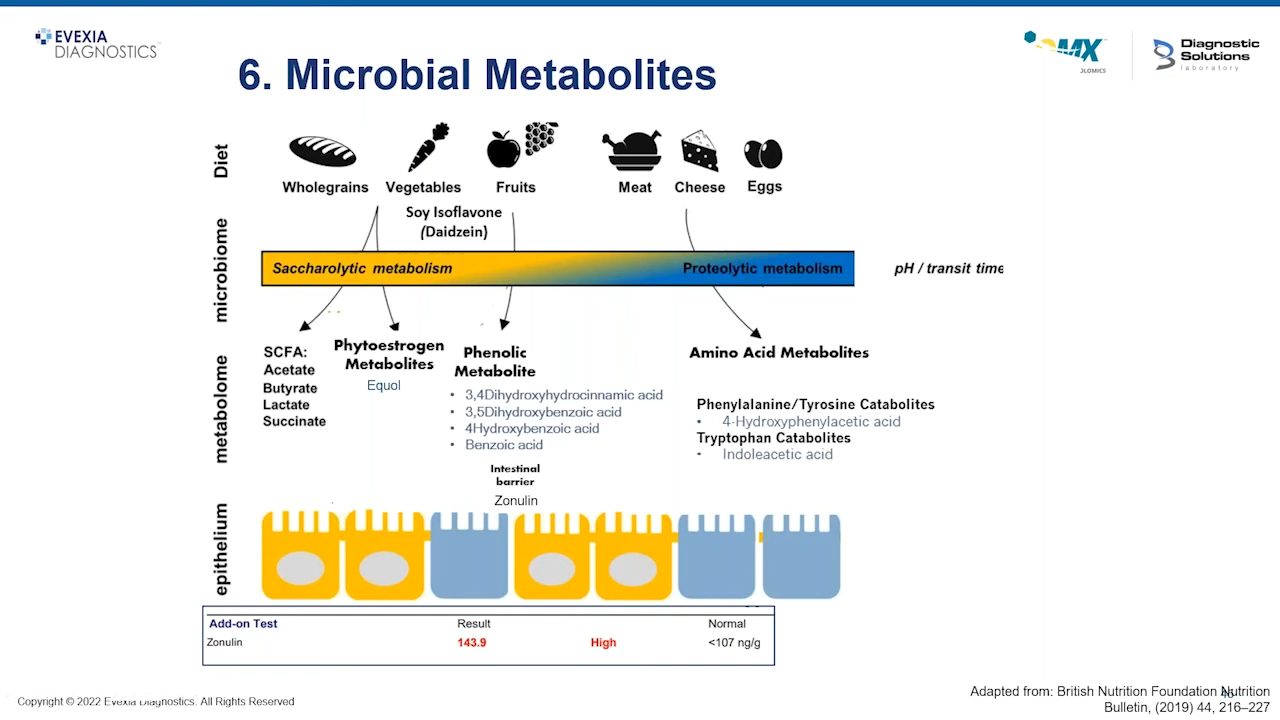 EVEXIA
DIAGNOSTICS
MX
JLOMICS
Diagnostic
Solutions
laboratory
6. Microbial Metabolites
Diet
Wholegrains Vegetables Fruits Meat Cheese Eggs
Soy Isoflavone
(Daidzein)
microbiome
Saccharolytic metabolism Proteolytic metabolism pH / transit time
metabolome
SCFA:
Acetate
Butyrate
Lactate
Succinate
Phytoestrogen
Metabolites
Equol
Phenolic
Metabolite
• 3,4Dihydroxyhydrocinnamic acid
• 3,5Dihydroxybenzoic acid
• 4Hydroxybenzoic acid
• Benzoic acid
Amino Acid Metabolites
Phenylalanine/Tyrosine Catabolites
• 4-Hydroxyphenylacetic acid
Tryptophan Catabolites
• Indoleacetic acid
Intestinal
barrier
Zonulin
epithelium
Add-on Test Result Normal
Zonulin 143.9 High <107 ng/g
Copyright © 2022 Evexia Diagnostics. All Rights Reserved
Adapted from: British Nutrition Foundation Nutrition
Bulletin, (2019) 44, 216–227